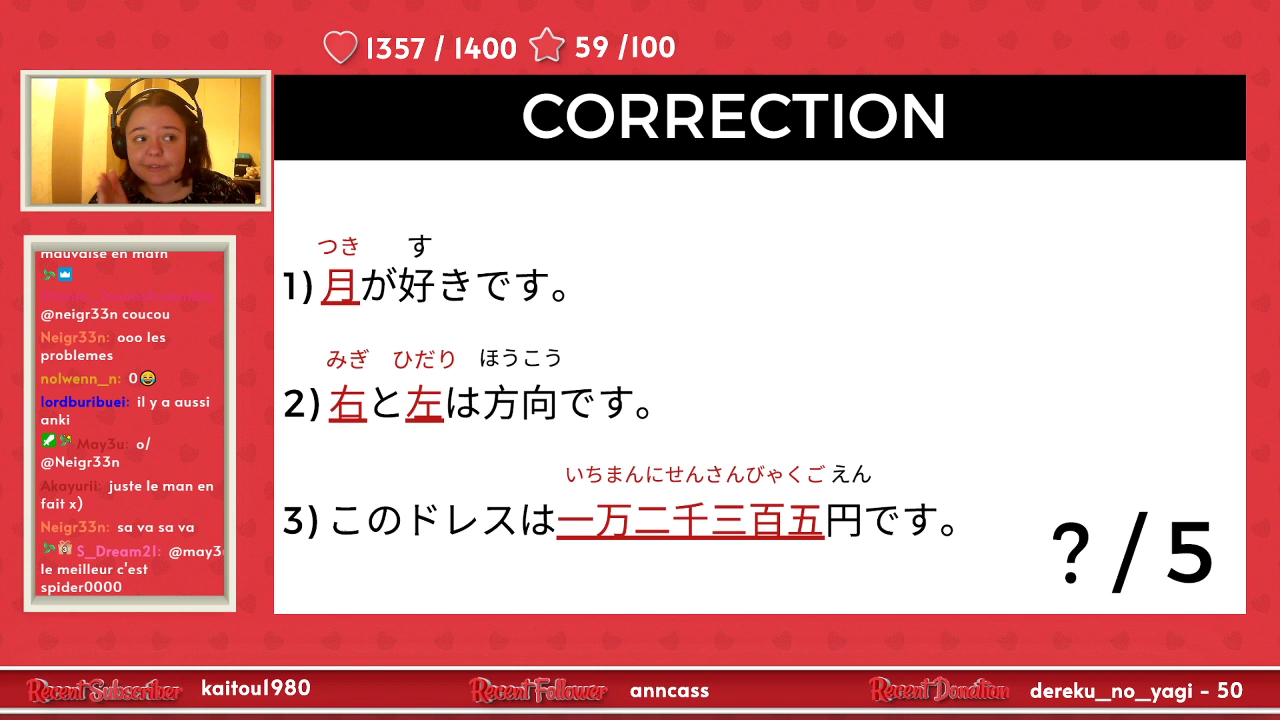 1357 / 1400 59 /100
CORRECTION
つき す
1) 月が好きです。
みぎ ひだり ほうこう
2) 右と左は方向です。
いちまんにせんさんびゃくご えん
3) このドレスは一万二千三百五円です。
? / 5
mauvaise en math
@neigr33n coucou
Neigr33n: ooo les
problemes
nolwenn_n: 0
lordburibuei: il y a aussi
anki
May3u: o/
@Neigr33n
Akayurii: juste le man en
fait x)
Neigr33n: sa va sa va
S_Dream21: @may3
le meilleur c'est
spider0000
Recent Subscriber kaitou1980 Recent Follower anncass Recent Donation dereku_no_yagi - 50